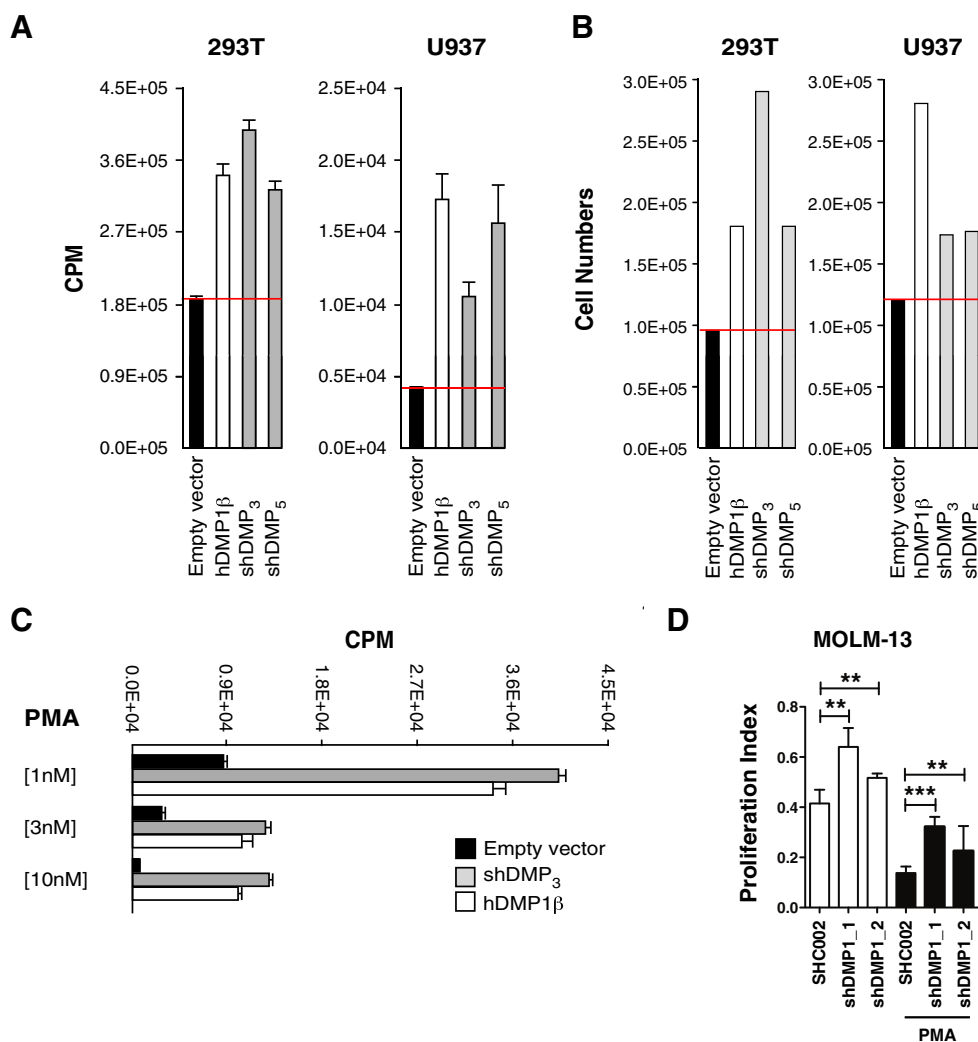 A
293T
U937
CPM
4.5E+05
3.6E+05
2.7E+05
1.8E+05
0.9E+05
0.0E+05
2.5E+04
2.0E+04
1.5E+04
1.0E+04
0.5E+04
0.0E+04
Empty vector
hDMP1β
shDMP3
shDMP5
Empty vector
hDMP1β
shDMP3
shDMP5
B
293T
U937
Cell Numbers
3.0E+05
2.5E+05
2.0E+05
1.5E+05
1.0E+05
0.5E+05
0.0E+05
3.0E+05
2.5E+05
2.0E+05
1.5E+05
1.0E+05
0.5E+05
0.0E+05
Empty vector
hDMP1β
shDMP3
shDMP5
Empty vector
hDMP1β
shDMP3
shDMP5
C
CPM
0.0E+04
0.9E+04
1.8E+04
2.7E+04
3.6E+04
4.5E+04
PMA
[1nM]
[3nM]
[10nM]
Empty vector
shDMP3
hDMP1β
D
MOLM-13
Proliferation Index
0.8
0.6
0.4
0.2
0.0
**
**
**
***
SHC002
shDMP1_1
shDMP1_2
SHC002
shDMP1_1
shDMP1_2
PMA